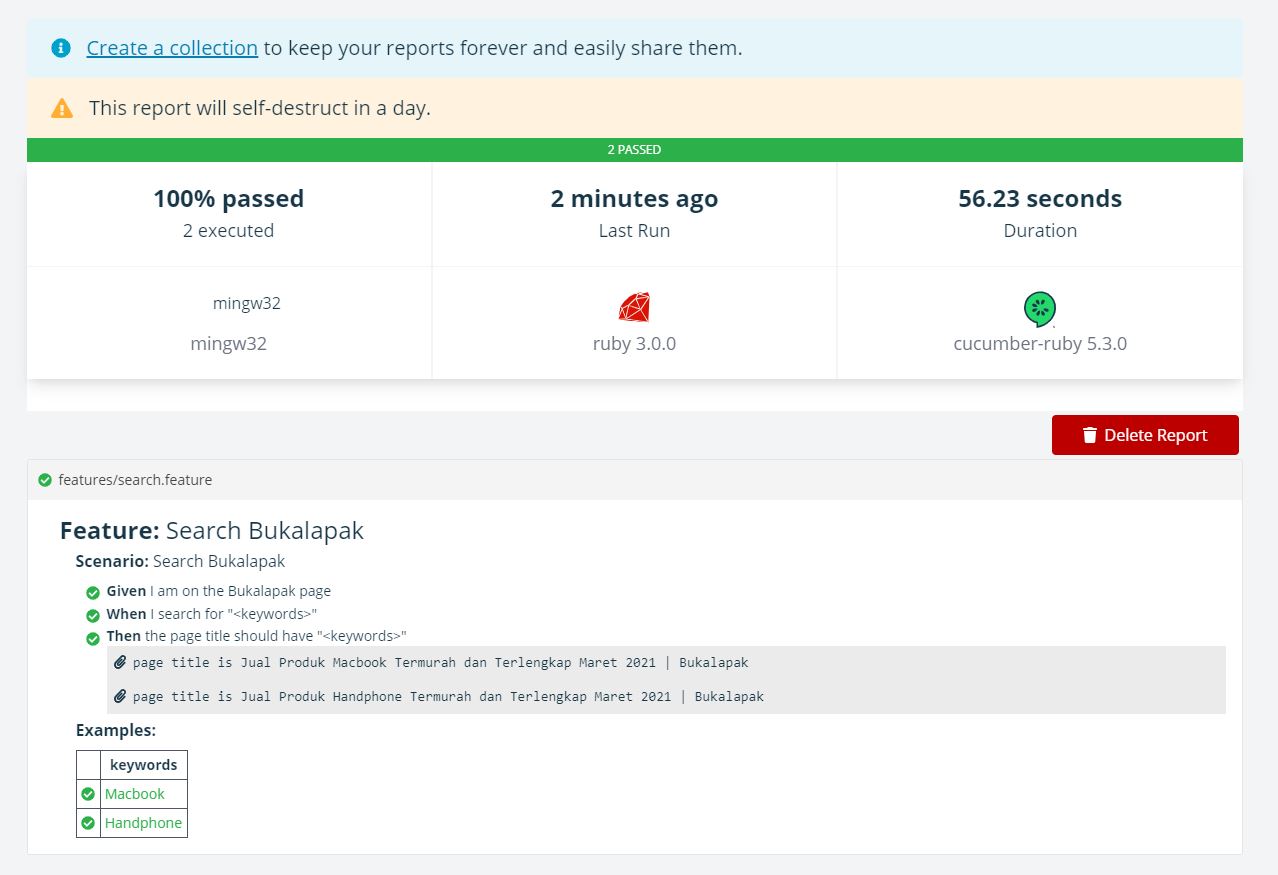 Create a collection to keep your reports forever and easily share them.
This report will self-destruct in a day.
2 PASSED
100% passed
2 executed
2 minutes ago
Last Run
56.23 seconds
Duration
mingw32
mingw32
ruby 3.0.0
cucumber-ruby 5.3.0
Delete Report
features/search.feature
Feature: Search Bukalapak
Scenario: Search Bukalapak
Given I am on the Bukalapak page
When I search for "<keywords>"
Then the page title should have "<keywords>"
page title is Jual Produk Macbook Termurah dan Terlengkap Maret 2021 | Bukalapak
page title is Jual Produk Handphone Termurah dan Terlengkap Maret 2021 | Bukalapak
Examples:
keywords
Macbook
Handphone